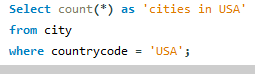 Select count(*) as 'cities in USA'
from city
where countrycode = 'USA';